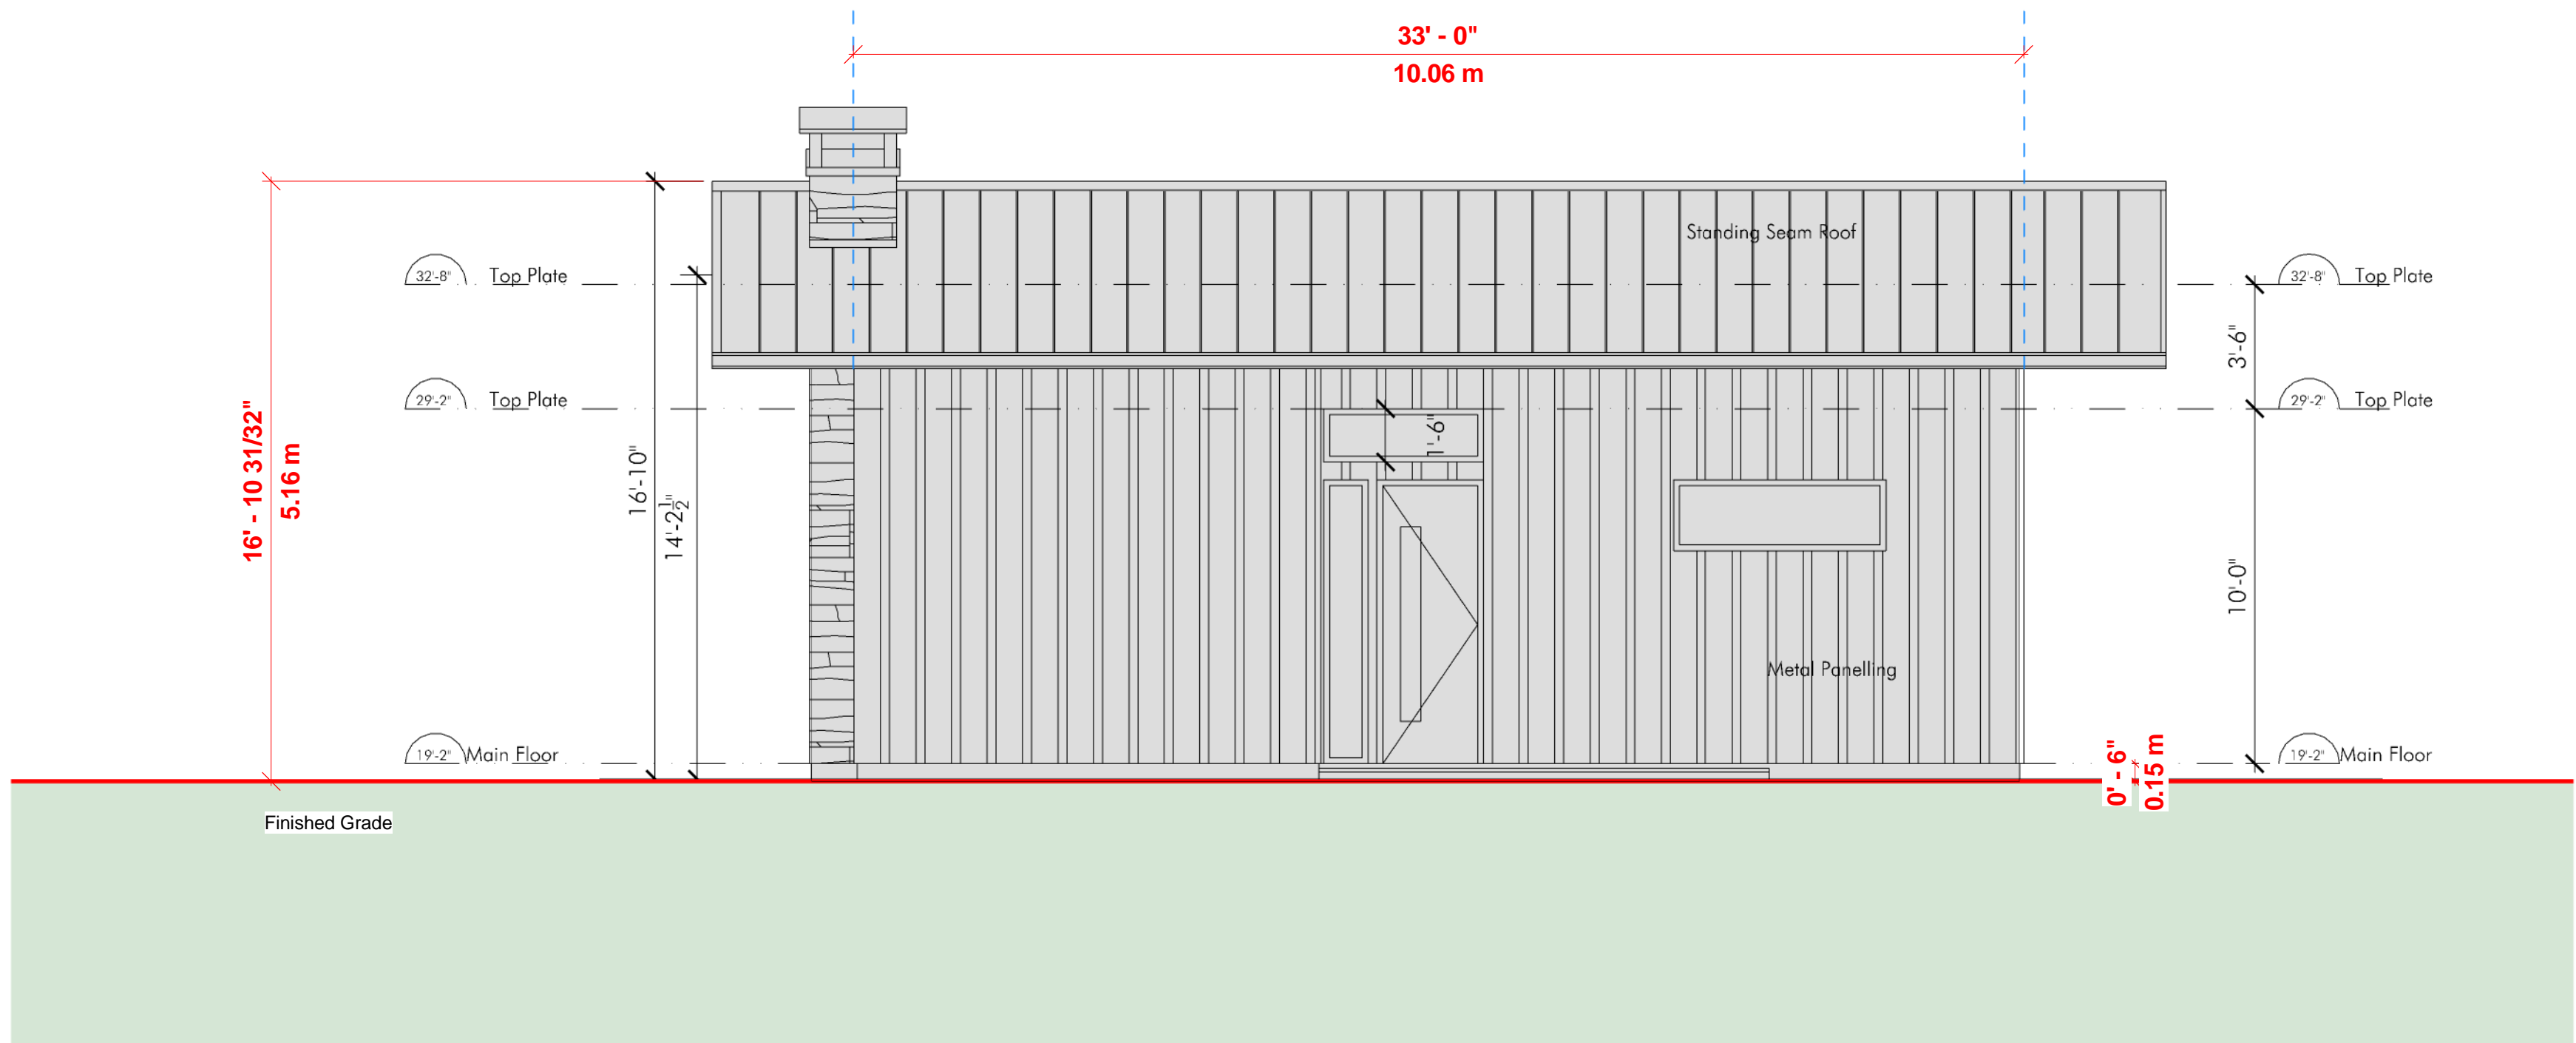 33' - 0"
10.06 m
Standing Seam Roof
32'-8" Top Plate
32'-8" Top Plate
3'-6"
29'-2" Top Plate
29'-2" Top Plate
1'-6"
16' - 10 31/32"
5.16 m
16'-10"
14'-2 1/2"
10'-0"
Metal Panelling
19'-2" Main Floor
19'-2" Main Floor
0' - 6"
0.15 m
Finished Grade